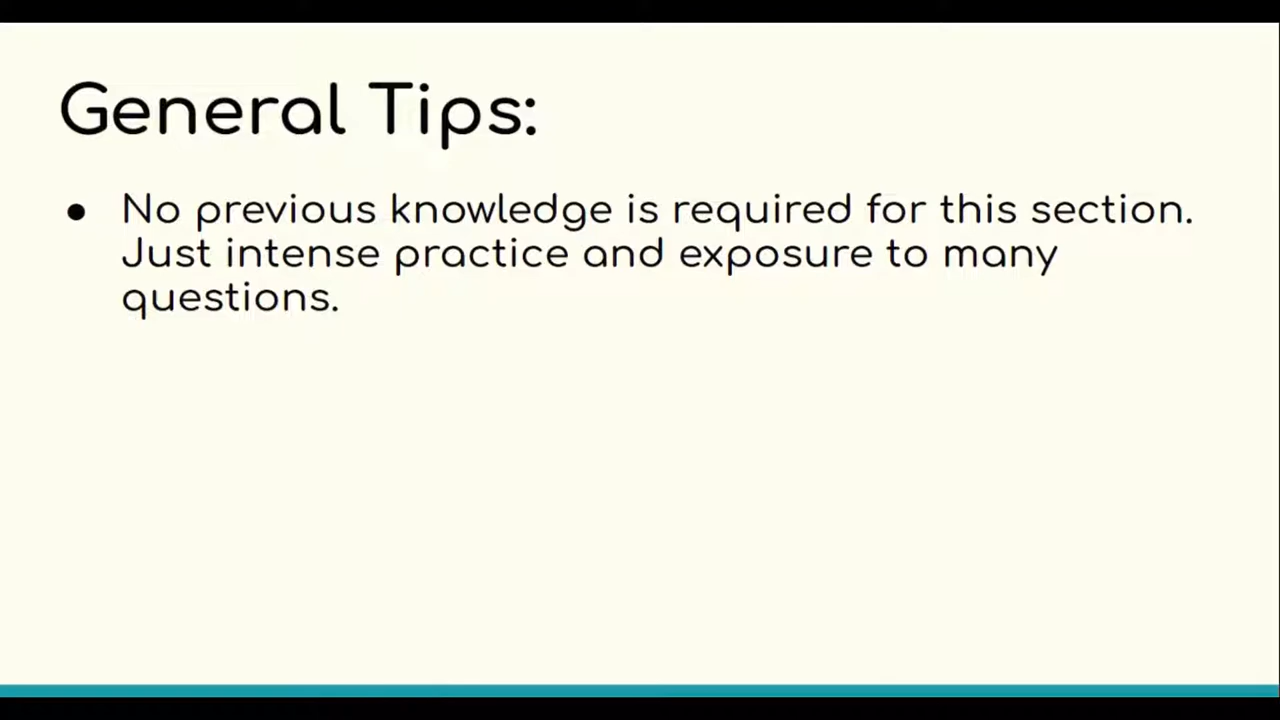 General Tips:
● No previous knowledge is required for this section.
Just intense practice and exposure to many
questions.